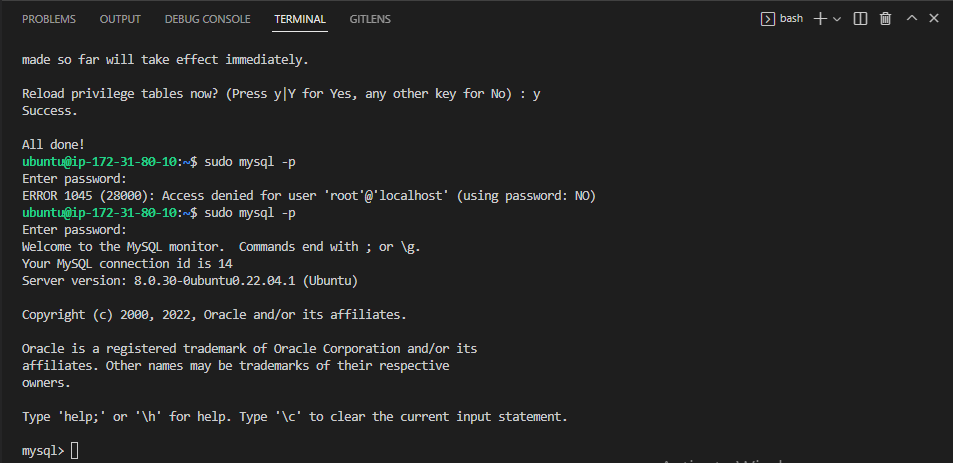 PROBLEMS OUTPUT DEBUG CONSOLE TERMINAL GITLENS bash
made so far will take effect immediately.
Reload privilege tables now? (Press y|Y for Yes, any other key for No) : y
Success.
All done!
ubuntu@ip-172-31-80-10:~$ sudo mysql -p
Enter password:
ERROR 1045 (28000): Access denied for user 'root'@'localhost' (using password: NO)
ubuntu@ip-172-31-80-10:~$ sudo mysql -p
Enter password:
Welcome to the MySQL monitor.  Commands end with ; or \g.
Your MySQL connection id is 14
Server version: 8.0.30-0ubuntu0.22.04.1 (Ubuntu)
Copyright (c) 2000, 2022, Oracle and/or its affiliates.
Oracle is a registered trademark of Oracle Corporation and/or its
affiliates. Other names may be trademarks of their respective
owners.
Type 'help;' or '\h' for help. Type '\c' to clear the current input statement.
mysql>